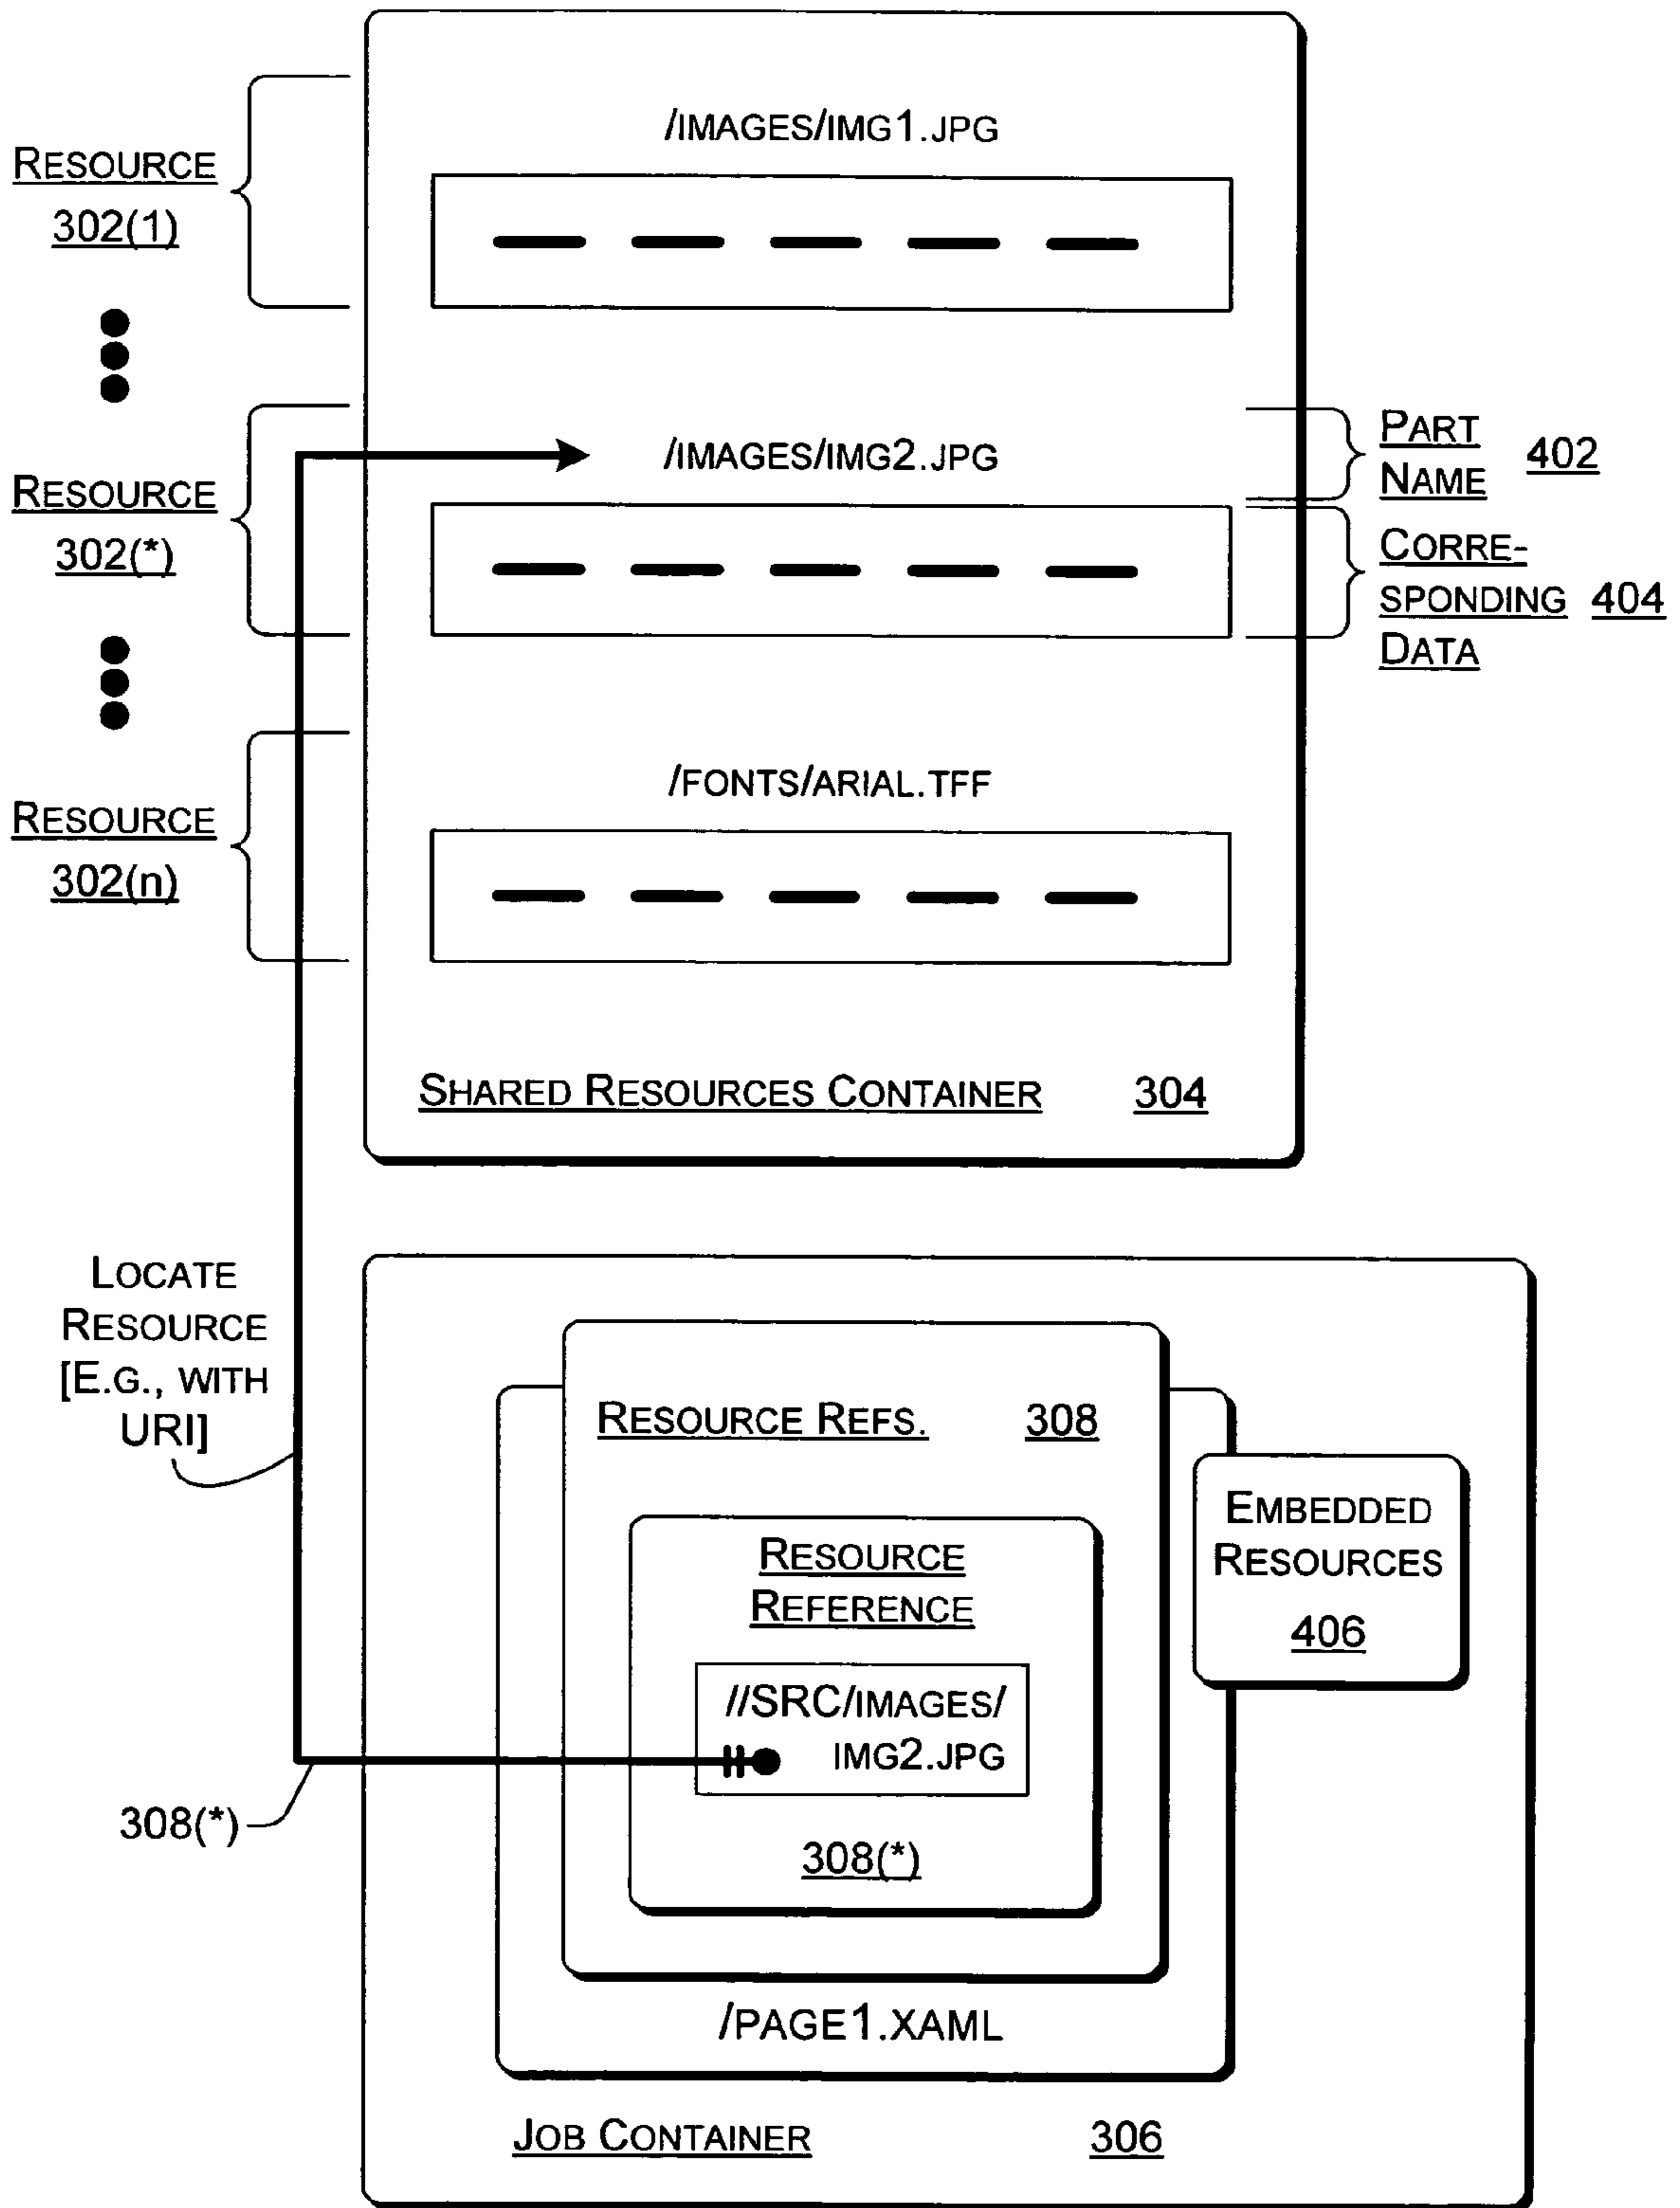 /IMAGES/IMG1.JPG
RESOURCE
302(1)
/IMAGES/IMG2.JPG
PART
NAME
402
RESOURCE
302(*)
CORRE-
SPONDING 404
DATA
/FONTS/ARIAL.TFF
RESOURCE
302(n)
SHARED RESOURCES CONTAINER 304
LOCATE
RESOURCE
[E.G., WITH
URI]
RESOURCE REFS. 308
EMBEDDED
RESOURCES
406
RESOURCE
REFERENCE
//SRC/IMAGES/
IMG2.JPG
308(*)
308(*)
/PAGE1.XAML
JOB CONTAINER 306